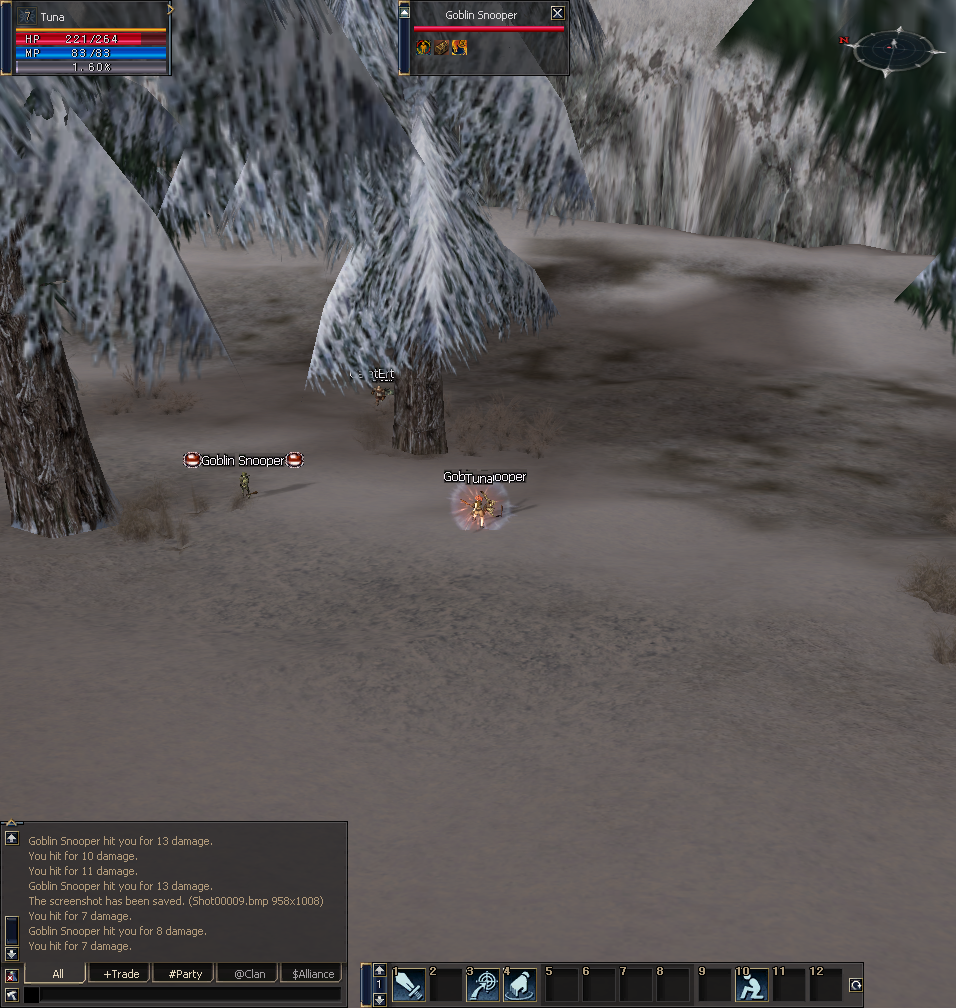 Tuna
HP 221/264
MP 83/83
1.60%
Goblin Snooper
N
Goblin Snooper
Tuna
Goblin Snooper hit you for 13 damage.
You hit for 10 damage.
You hit for 11 damage.
Goblin Snooper hit you for 13 damage.
The screenshot has been saved. (Shot00009.bmp 958x1008)
You hit for 7 damage.
Goblin Snooper hit you for 8 damage.
You hit for 7 damage.
All +Trade #Party @Clan $Alliance
1
1 2 3 4 5 6 7 8 9 10 11 12